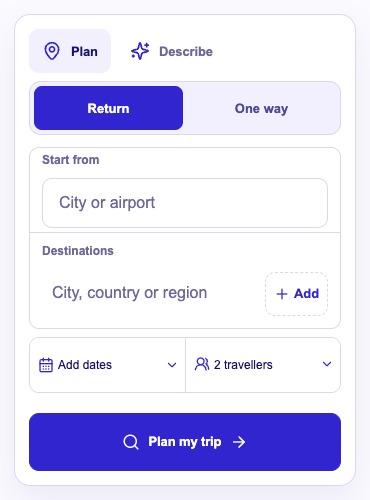 Plan
Describe
Return
One way
Start from
City or airport
Destinations
City, country or region
Add
Add dates
2 travellers
Plan my trip